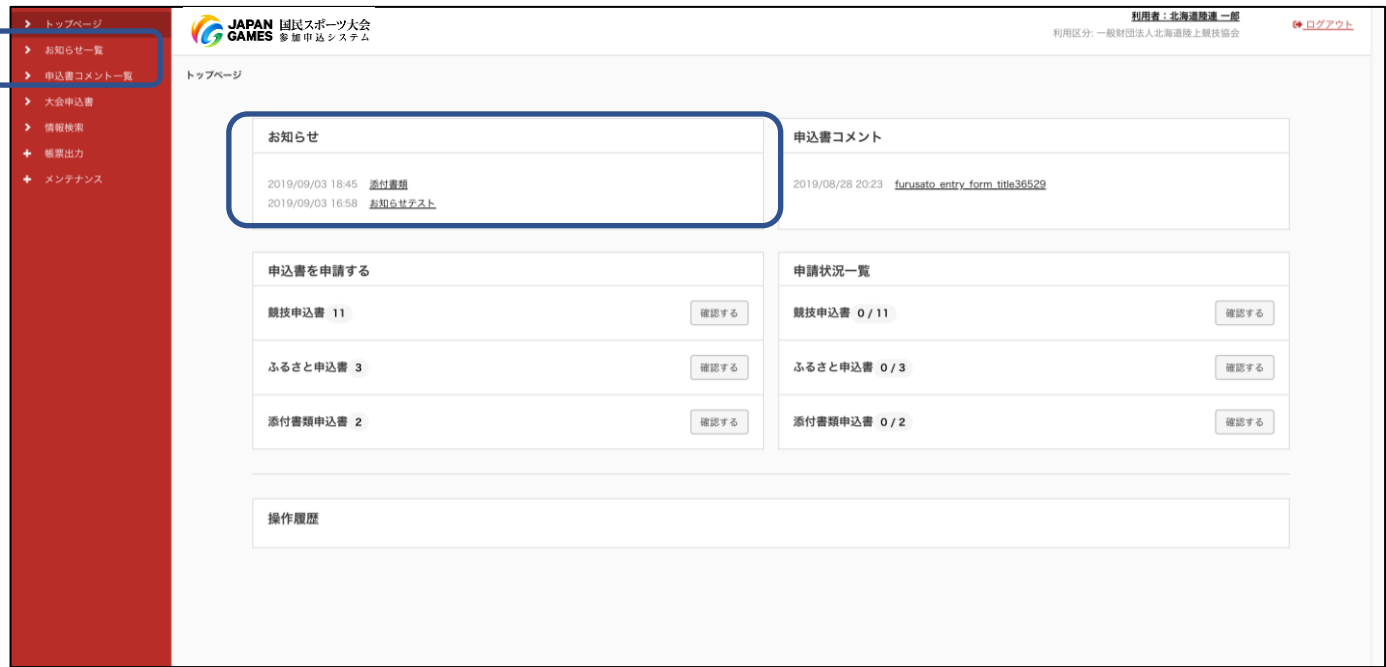 トップページ
お知らせ一覧
申込書コメント一覧
大会申込書
情報検索
帳票出力
メンテナンス
JAPAN GAMES 国民スポーツ大会 参加申込システム
利用者：北海道陸連 一郎
利用区分: 一般財団法人北海道陸上競技協会
ログアウト
トップページ
お知らせ
2019/09/03 18:45 添付書類
2019/09/03 16:58 お知らせテスト
申込書コメント
2019/08/28 20:23 furusato_entry_form_title36529
申込書を申請する
競技申込書 11 確認する
ふるさと申込書 3 確認する
添付書類申込書 2 確認する
申請状況一覧
競技申込書 0 / 11 確認する
ふるさと申込書 0 / 3 確認する
添付書類申込書 0 / 2 確認する
操作履歴